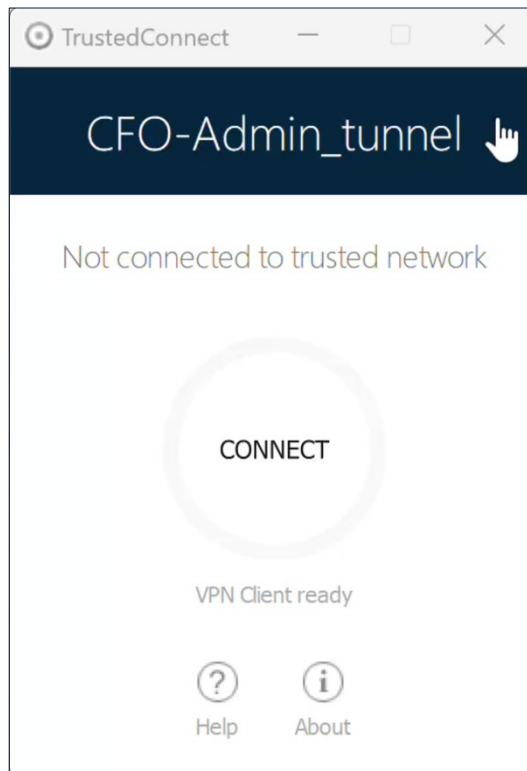 TrustedConnect
CFO-Admin_tunnel
Not connected to trusted network
CONNECT
VPN Client ready
Help About